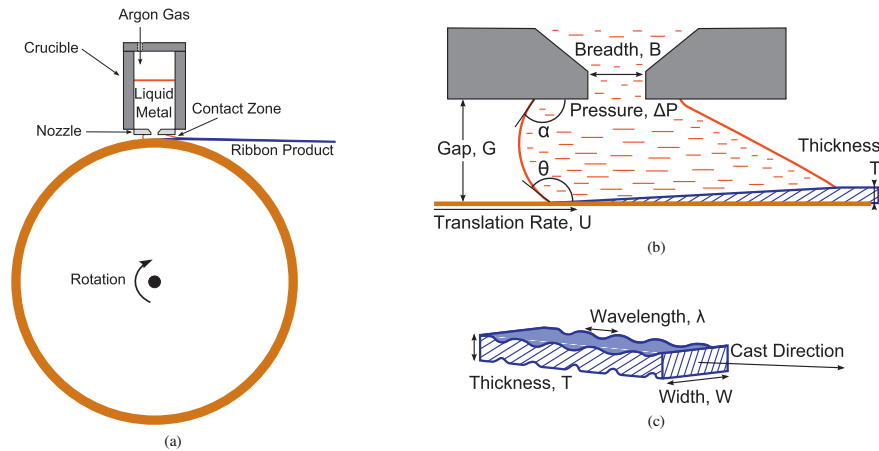 Argon Gas
Crucible
Liquid
Metal
Contact Zone
Nozzle
Ribbon Product
Rotation
(a)
Breadth, B
Pressure, ΔP
α
Gap, G
θ
Thickness
T
Translation Rate, U
(b)
Wavelength, λ
Cast Direction
Thickness, T
Width, W
(c)